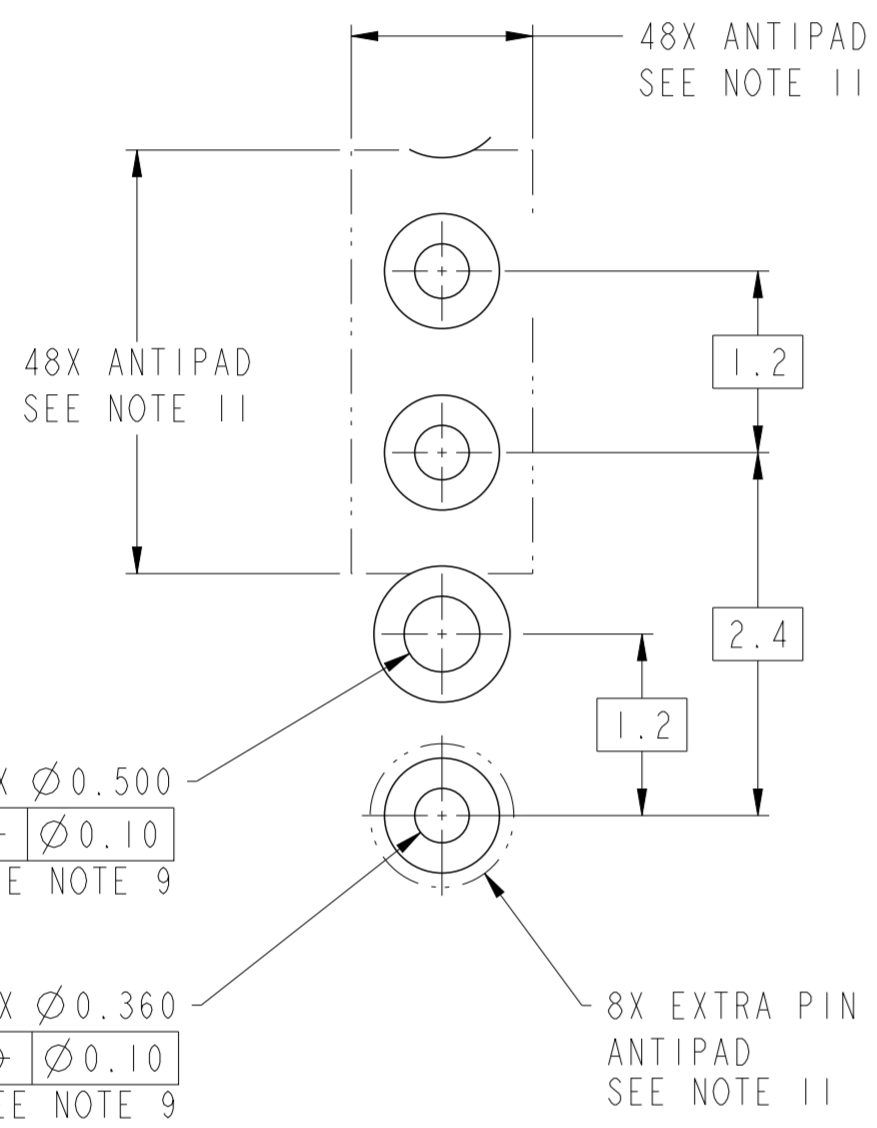 48X ANTIPAD
SEE NOTE 11
48X ANTIPAD
SEE NOTE 11
1.2
2.4
1.2
X Ø0.500
Ø0.10
E NOTE 9
X Ø0.360
⌖ Ø0.10
EE NOTE 9
8X EXTRA PIN
ANTIPAD
SEE NOTE 11